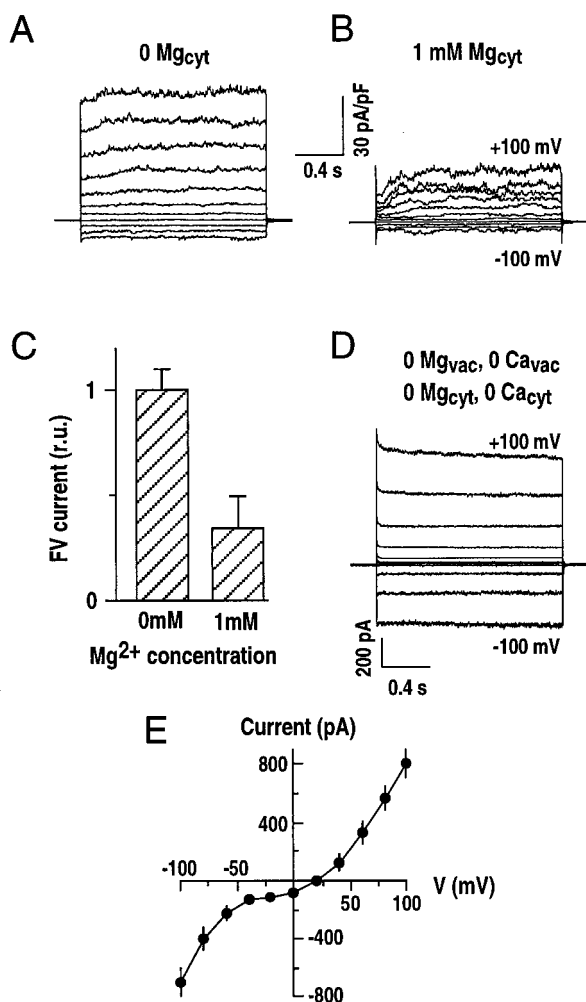 A
0 Mgcyt
30 pA/pF
0.4 s
B
1 mM Mgcyt
+100 mV
-100 mV
C
FV current (r.u.)
1
0
0mM
1mM
Mg2+ concentration
D
0 Mgvac, 0 Cavac
0 Mgcyt, 0 Cacyt
+100 mV
-100 mV
200 pA
0.4 s
E
Current (pA)
800
400
-100
-50
50
100
V (mV)
-400
-800